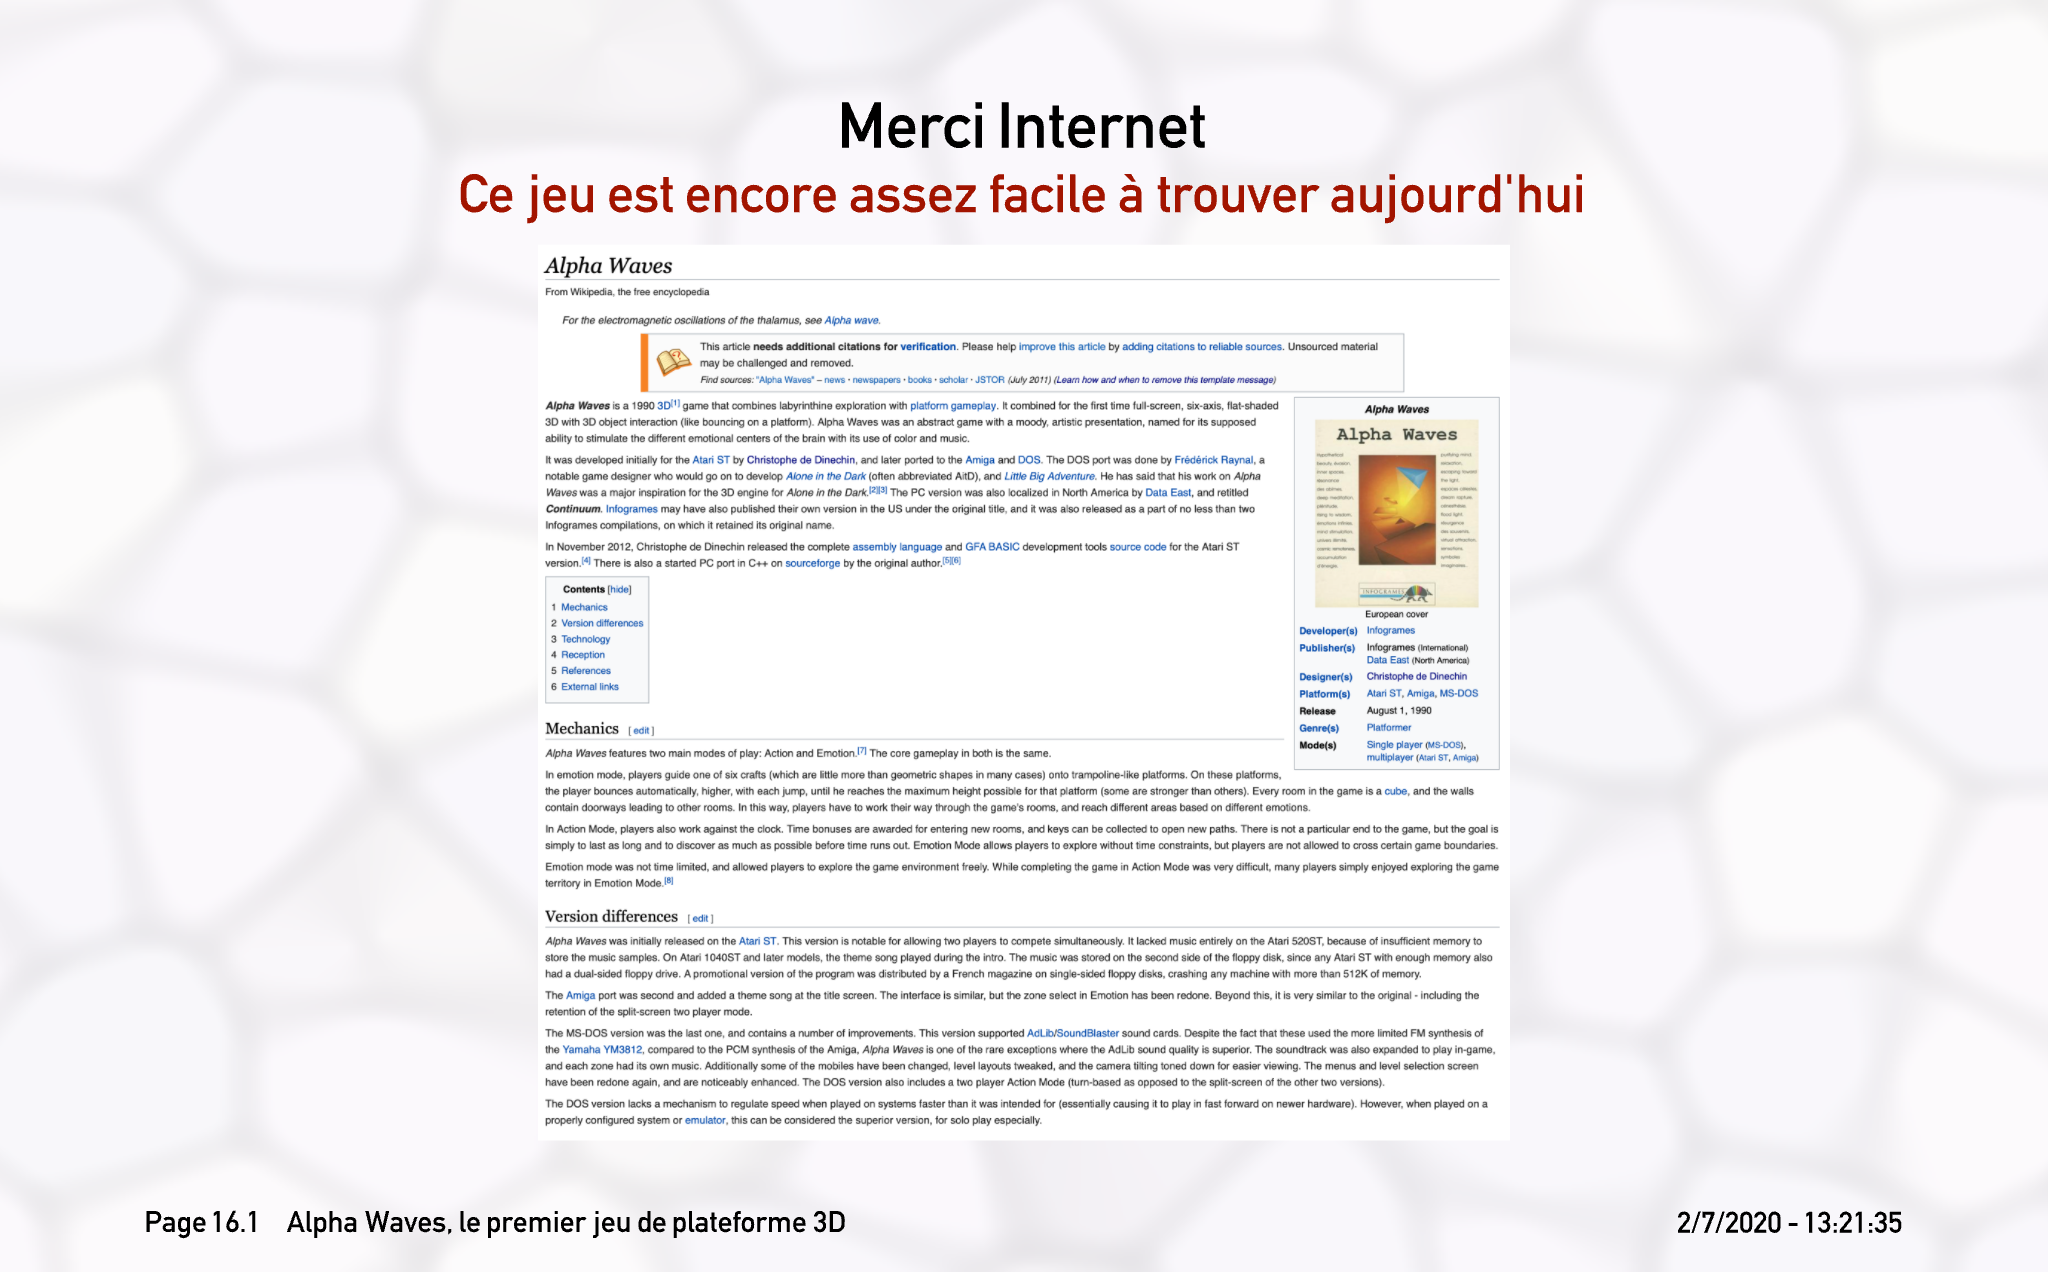 Merci Internet
Ce jeu est encore assez facile à trouver aujourd'hui
Alpha Waves
From Wikipedia, the free encyclopedia
For the electromagnetic oscillations of the thalamus, see Alpha wave.
This article needs additional citations for verification. Please help improve this article by adding citations to reliable sources. Unsourced material
may be challenged and removed.
Find sources: "Alpha Waves" – news · newspapers · books · scholar · JSTOR (July 2011) (Learn how and when to remove this template message)
Alpha Waves is a 1990 3D[1] game that combines labyrinthine exploration with platform gameplay. It combined for the first time full-screen, six-axis, flat-shaded
3D with 3D object interaction (like bouncing on a platform). Alpha Waves was an abstract game with a moody, artistic presentation, named for its supposed
ability to stimulate the different emotional centers of the brain with its use of color and music.
It was developed initially for the Atari ST by Christophe de Dinechin, and later ported to the Amiga and DOS. The DOS port was done by Frédérick Raynal, a
notable game designer who would go on to develop Alone in the Dark (often abbreviated AitD), and Little Big Adventure. He has said that his work on Alpha
Waves was a major inspiration for the 3D engine for Alone in the Dark.[2][3] The PC version was also localized in North America by Data East, and retitled
Continuum. Infogrames may have also published their own version in the US under the original title, and it was also released as a part of no less than two
Infogrames compilations, on which it retained its original name.
In November 2012, Christophe de Dinechin released the complete assembly language and GFA BASIC development tools source code for the Atari ST
version.[4] There is also a started PC port in C++ on sourceforge by the original author.[5][6]
Alpha Waves
Alpha Waves
INFOGRAMES
European cover
Developer(s) Infogrames
Publisher(s) Infogrames (International)
Data East (North America)
Designer(s) Christophe de Dinechin
Platform(s) Atari ST, Amiga, MS-DOS
Release August 1, 1990
Genre(s) Platformer
Mode(s) Single player (MS-DOS),
multiplayer (Atari ST, Amiga)
Contents [hide]
1 Mechanics
2 Version differences
3 Technology
4 Reception
5 References
6 External links
Mechanics [ edit ]
Alpha Waves features two main modes of play: Action and Emotion.[7] The core gameplay in both is the same.
In emotion mode, players guide one of six crafts (which are little more than geometric shapes in many cases) onto trampoline-like platforms. On these platforms,
the player bounces automatically, higher, with each jump, until he reaches the maximum height possible for that platform (some are stronger than others). Every room in the game is a cube, and the walls
contain doorways leading to other rooms. In this way, players have to work their way through the game's rooms, and reach different areas based on different emotions.
In Action Mode, players also work against the clock. Time bonuses are awarded for entering new rooms, and keys can be collected to open new paths. There is not a particular end to the game, but the goal is
simply to last as long and to discover as much as possible before time runs out. Emotion Mode allows players to explore without time constraints, but players are not allowed to cross certain game boundaries.
Emotion mode was not time limited, and allowed players to explore the game environment freely. While completing the game in Action Mode was very difficult, many players simply enjoyed exploring the game
territory in Emotion Mode.[8]
Version differences [ edit ]
Alpha Waves was initially released on the Atari ST. This version is notable for allowing two players to compete simultaneously. It lacked music entirely on the Atari 520ST, because of insufficient memory to
store the music samples. On Atari 1040ST and later models, the theme song played during the intro. The music was stored on the second side of the floppy disk, since any Atari ST with enough memory also
had a dual-sided floppy drive. A promotional version of the program was distributed by a French magazine on single-sided floppy disks, crashing any machine with more than 512K of memory.
The Amiga port was second and added a theme song at the title screen. The interface is similar, but the zone select in Emotion has been redone. Beyond this, it is very similar to the original - including the
retention of the split-screen two player mode.
The MS-DOS version was the last one, and contains a number of improvements. This version supported AdLib/SoundBlaster sound cards. Despite the fact that these used the more limited FM synthesis of
the Yamaha YM3812, compared to the PCM synthesis of the Amiga, Alpha Waves is one of the rare exceptions where the AdLib sound quality is superior. The soundtrack was also expanded to play in-game,
and each zone had its own music. Additionally some of the mobiles have been changed, level layouts tweaked, and the camera tilting toned down for easier viewing. The menus and level selection screen
have been redone again, and are noticeably enhanced. The DOS version also includes a two player Action Mode (turn-based as opposed to the split-screen of the other two versions).
The DOS version lacks a mechanism to regulate speed when played on systems faster than it was intended for (essentially causing it to play in fast forward on newer hardware). However, when played on a
properly configured system or emulator, this can be considered the superior version, for solo play especially.
Page 16.1 Alpha Waves, le premier jeu de plateforme 3D
2/7/2020 - 13:21:35